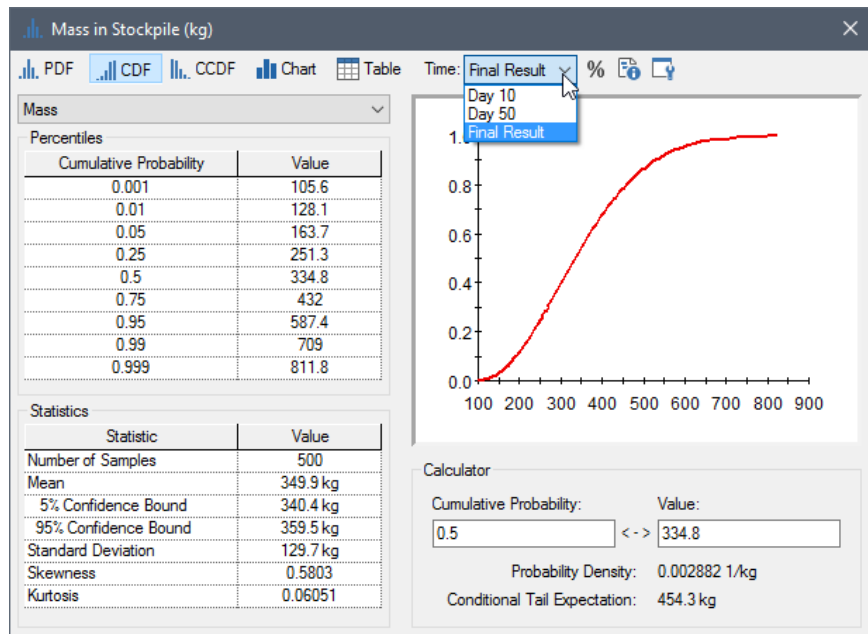 Mass in Stockpile (kg)
PDF CDF CCDF Chart Table Time: Final Result %
Day 10
Day 50
Final Result
Mass
Percentiles
Cumulative Probability Value
0.001 105.6
0.01 128.1
0.05 163.7
0.25 251.3
0.5 334.8
0.75 432
0.95 587.4
0.99 709
0.999 811.8
1.0
0.8
0.6
0.4
0.2
0.0
100 200 300 400 500 600 700 800 900
Statistics
Statistic Value
Number of Samples 500
Mean 349.9 kg
5% Confidence Bound 340.4 kg
95% Confidence Bound 359.5 kg
Standard Deviation 129.7 kg
Skewness 0.5803
Kurtosis 0.06051
Calculator
Cumulative Probability: Value:
0.5 < - > 334.8
Probability Density: 0.002882 1/kg
Conditional Tail Expectation: 454.3 kg